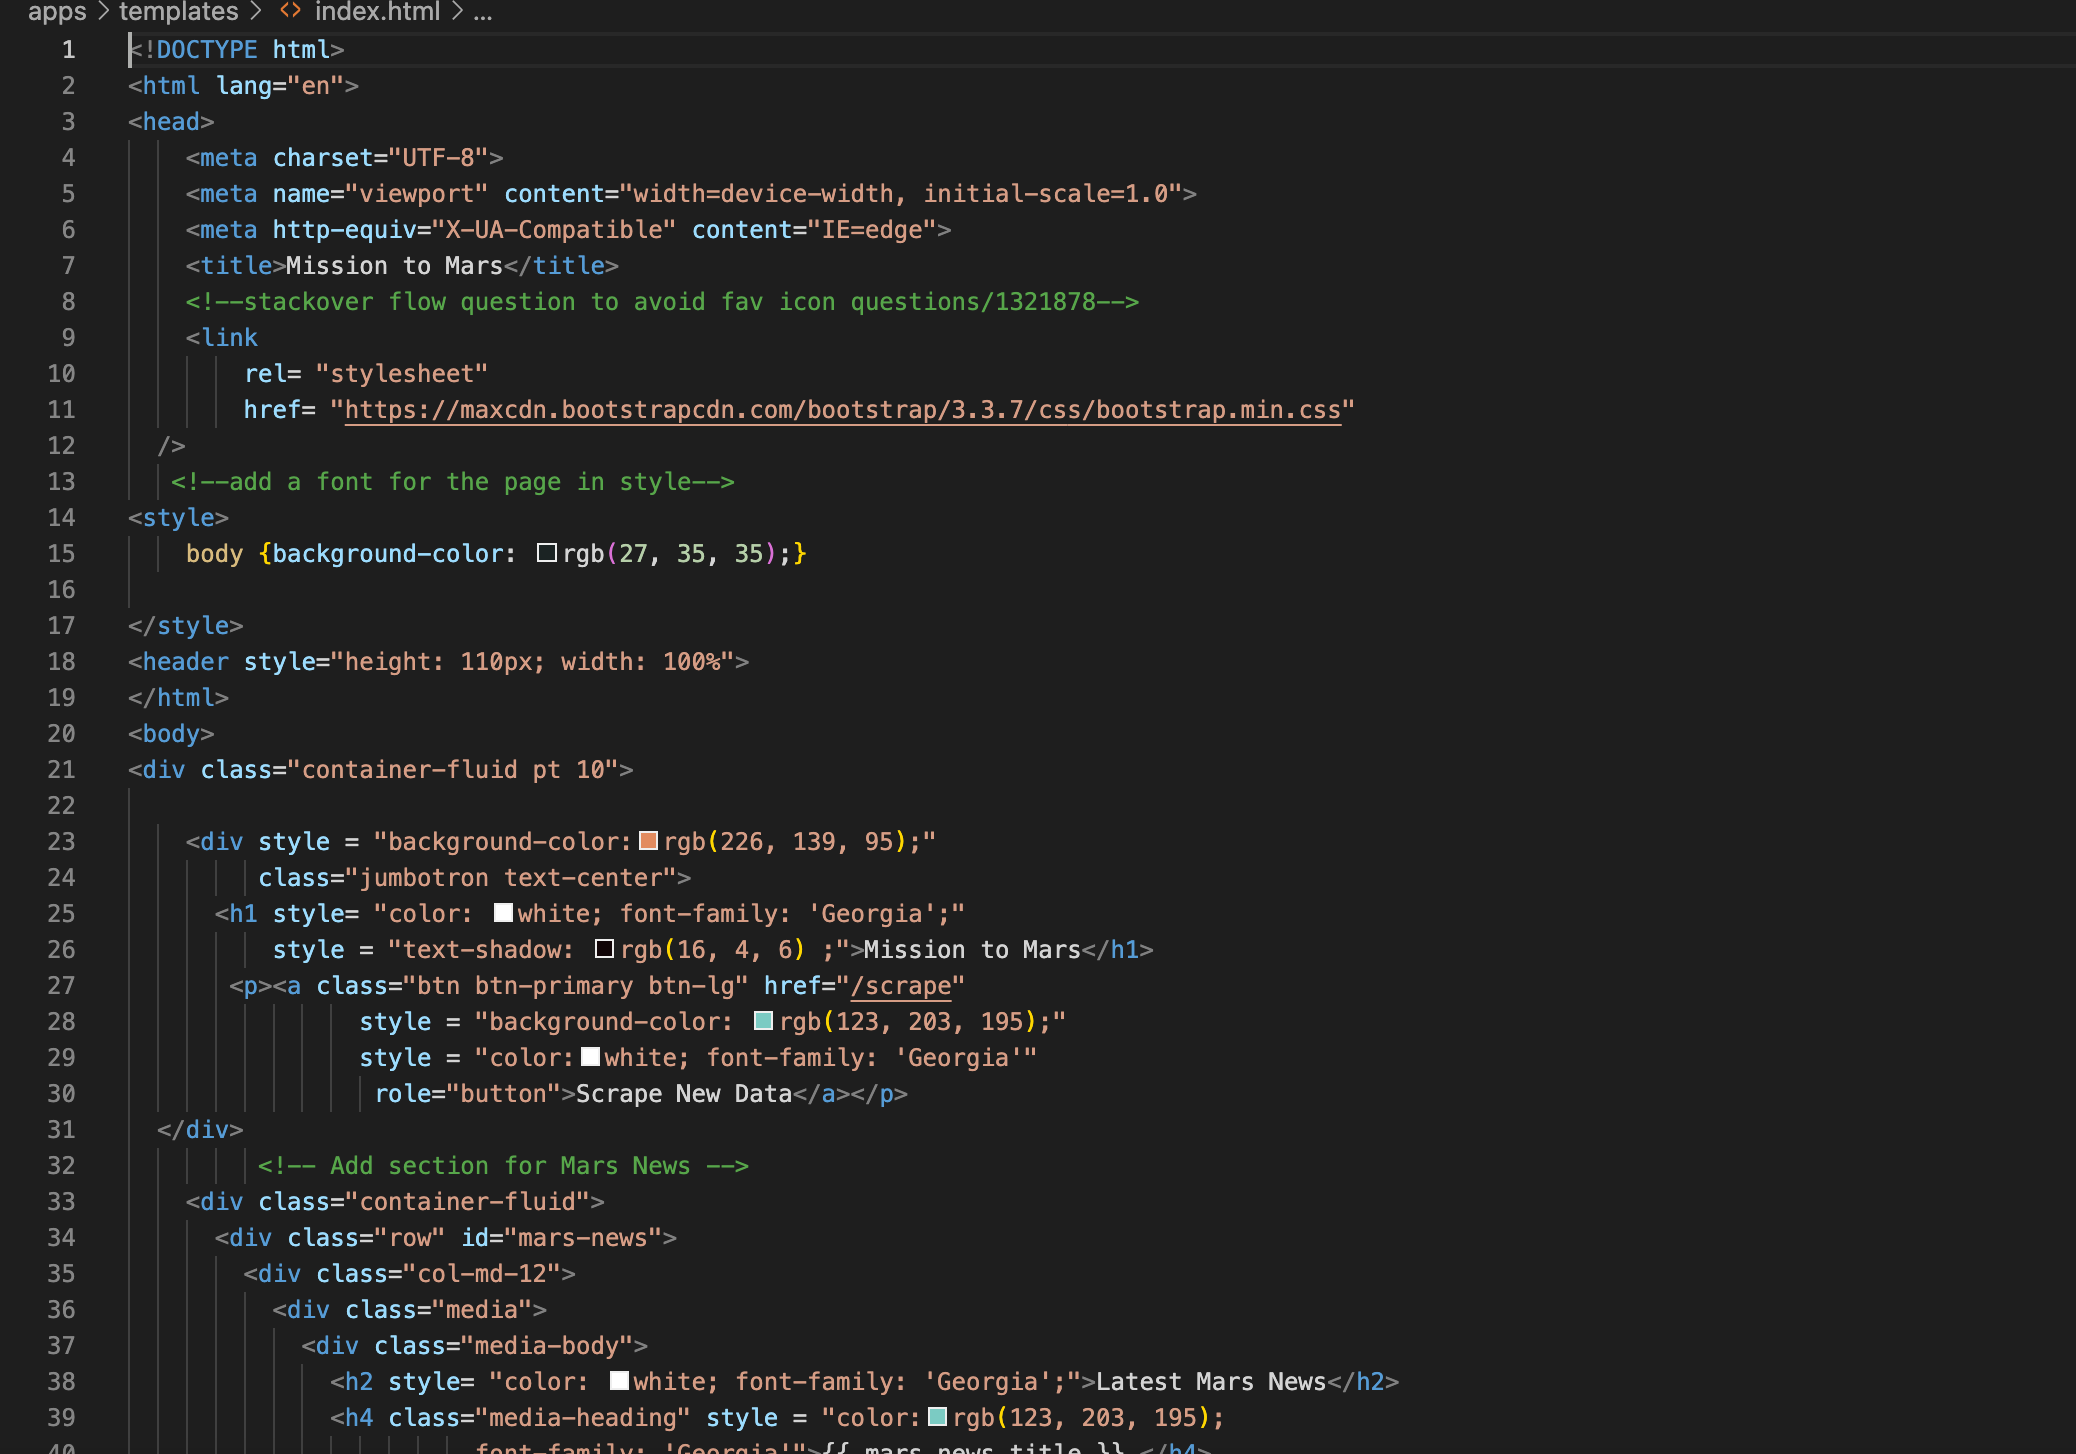 apps > templates > <> index.html > ...
1 <!DOCTYPE html>
2 <html lang="en">
3 <head>
4     <meta charset="UTF-8">
5     <meta name="viewport" content="width=device-width, initial-scale=1.0">
6     <meta http-equiv="X-UA-Compatible" content="IE=edge">
7     <title>Mission to Mars</title>
8     <!--stackover flow question to avoid fav icon questions/1321878-->
9     <link
10         rel= "stylesheet"
11         href= "https://maxcdn.bootstrapcdn.com/bootstrap/3.3.7/css/bootstrap.min.css"
12   />
13    <!--add a font for the page in style-->
14 <style>
15     body {background-color: rgb(27, 35, 35);}
16
17 </style>
18 <header style="height: 110px; width: 100%">
19 </html>
20 <body>
21 <div class="container-fluid pt 10">
22
23     <div style = "background-color:rgb(226, 139, 95);"
24          class="jumbotron text-center">
25       <h1 style= "color: white; font-family: 'Georgia';"
26           style = "text-shadow: rgb(16, 4, 6) ;">Mission to Mars</h1>
27        <p><a class="btn btn-primary btn-lg" href="/scrape"
28                 style = "background-color: rgb(123, 203, 195);"
29                 style = "color:white; font-family: 'Georgia'"
30                  role="button">Scrape New Data</a></p>
31   </div>
32          <!-- Add section for Mars News -->
33     <div class="container-fluid">
34       <div class="row" id="mars-news">
35         <div class="col-md-12">
36           <div class="media">
37             <div class="media-body">
38               <h2 style= "color: white; font-family: 'Georgia';">Latest Mars News</h2>
39               <h4 class="media-heading" style = "color:rgb(123, 203, 195);
40                         font-family: 'Georgia'">{{ mars_news_title }} </h4>